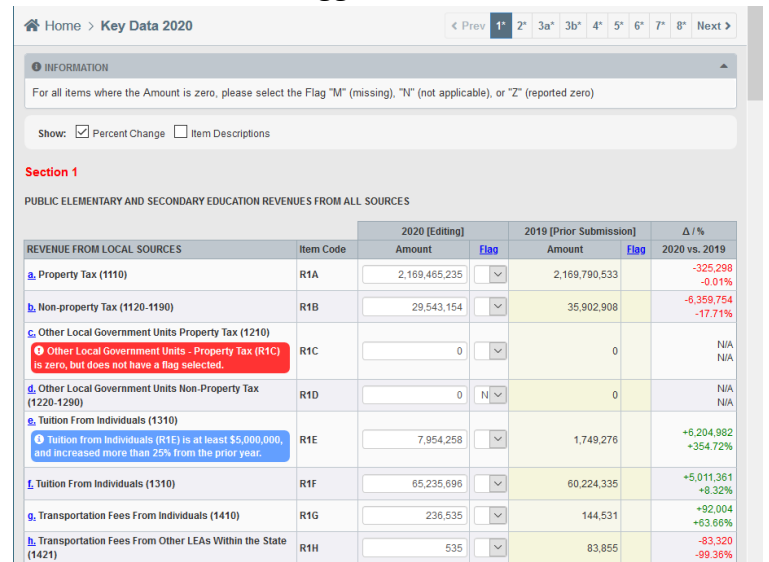 Home > Key Data 2020
< Prev 1* 2* 3a* 3b* 4* 5* 6* 7* 8* Next >
INFORMATION
For all items where the Amount is zero, please select the Flag "M" (missing), "N" (not applicable), or "Z" (reported zero)
Show: Percent Change Item Descriptions
Section 1
PUBLIC ELEMENTARY AND SECONDARY EDUCATION REVENUES FROM ALL SOURCES
2020 [Editing] 2019 [Prior Submission] Δ / %
REVENUE FROM LOCAL SOURCES Item Code Amount Flag Amount Flag 2020 vs. 2019
a. Property Tax (1110) R1A 2,169,465,235 2,169,790,533 -325,298
-0.01%
b. Non-property Tax (1120-1190) R1B 29,543,154 35,902,908 -6,359,754
-17.71%
c. Other Local Government Units Property Tax (1210)
Other Local Government Units - Property Tax (R1C)
is zero, but does not have a flag selected.
R1C 0 0 N/A
N/A
d. Other Local Government Units Non-Property Tax
(1220-1290)
R1D 0 N 0 N/A
N/A
e. Tuition From Individuals (1310)
Tuition from Individuals (R1E) is at least $5,000,000,
and increased more than 25% from the prior year.
R1E 7,954,258 1,749,276 +6,204,982
+354.72%
f. Tuition From Individuals (1310) R1F 65,235,696 60,224,335 +5,011,361
+8.32%
g. Transportation Fees From Individuals (1410) R1G 236,535 144,531 +92,004
+63.66%
h. Transportation Fees From Other LEAs Within the State
(1421)
R1H 535 83,855 -83,320
-99.36%